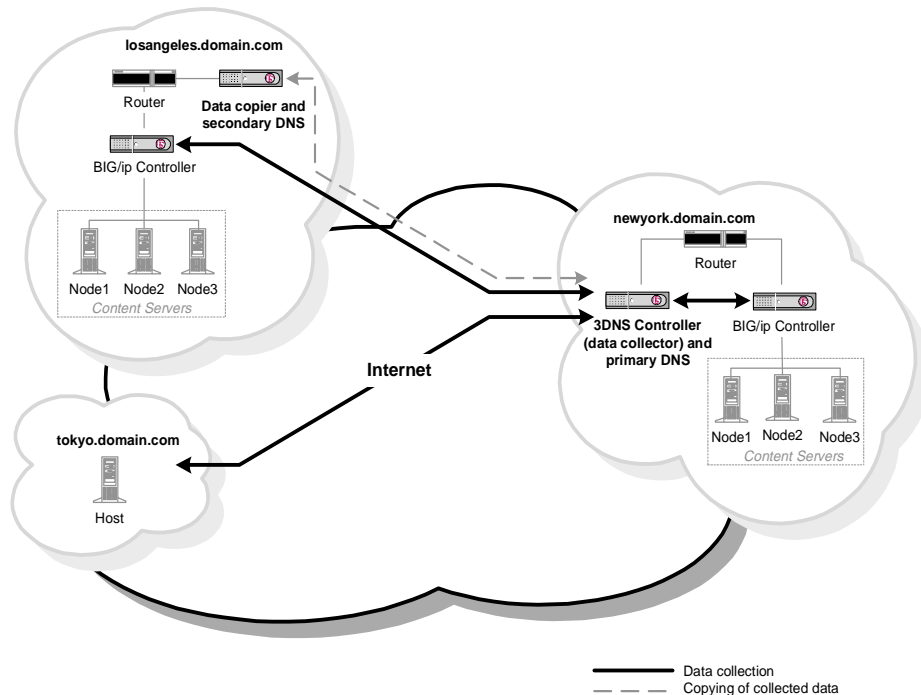 losangeles.domain.com
Router
Data copier and
secondary DNS
BIG/ip Controller
Node1 Node2 Node3
Content Servers
newyork.domain.com
Router
3DNS Controller
(data collector) and
primary DNS
BIG/ip Controller
Node1 Node2 Node3
Content Servers
Internet
tokyo.domain.com
Host
Data collection
Copying of collected data